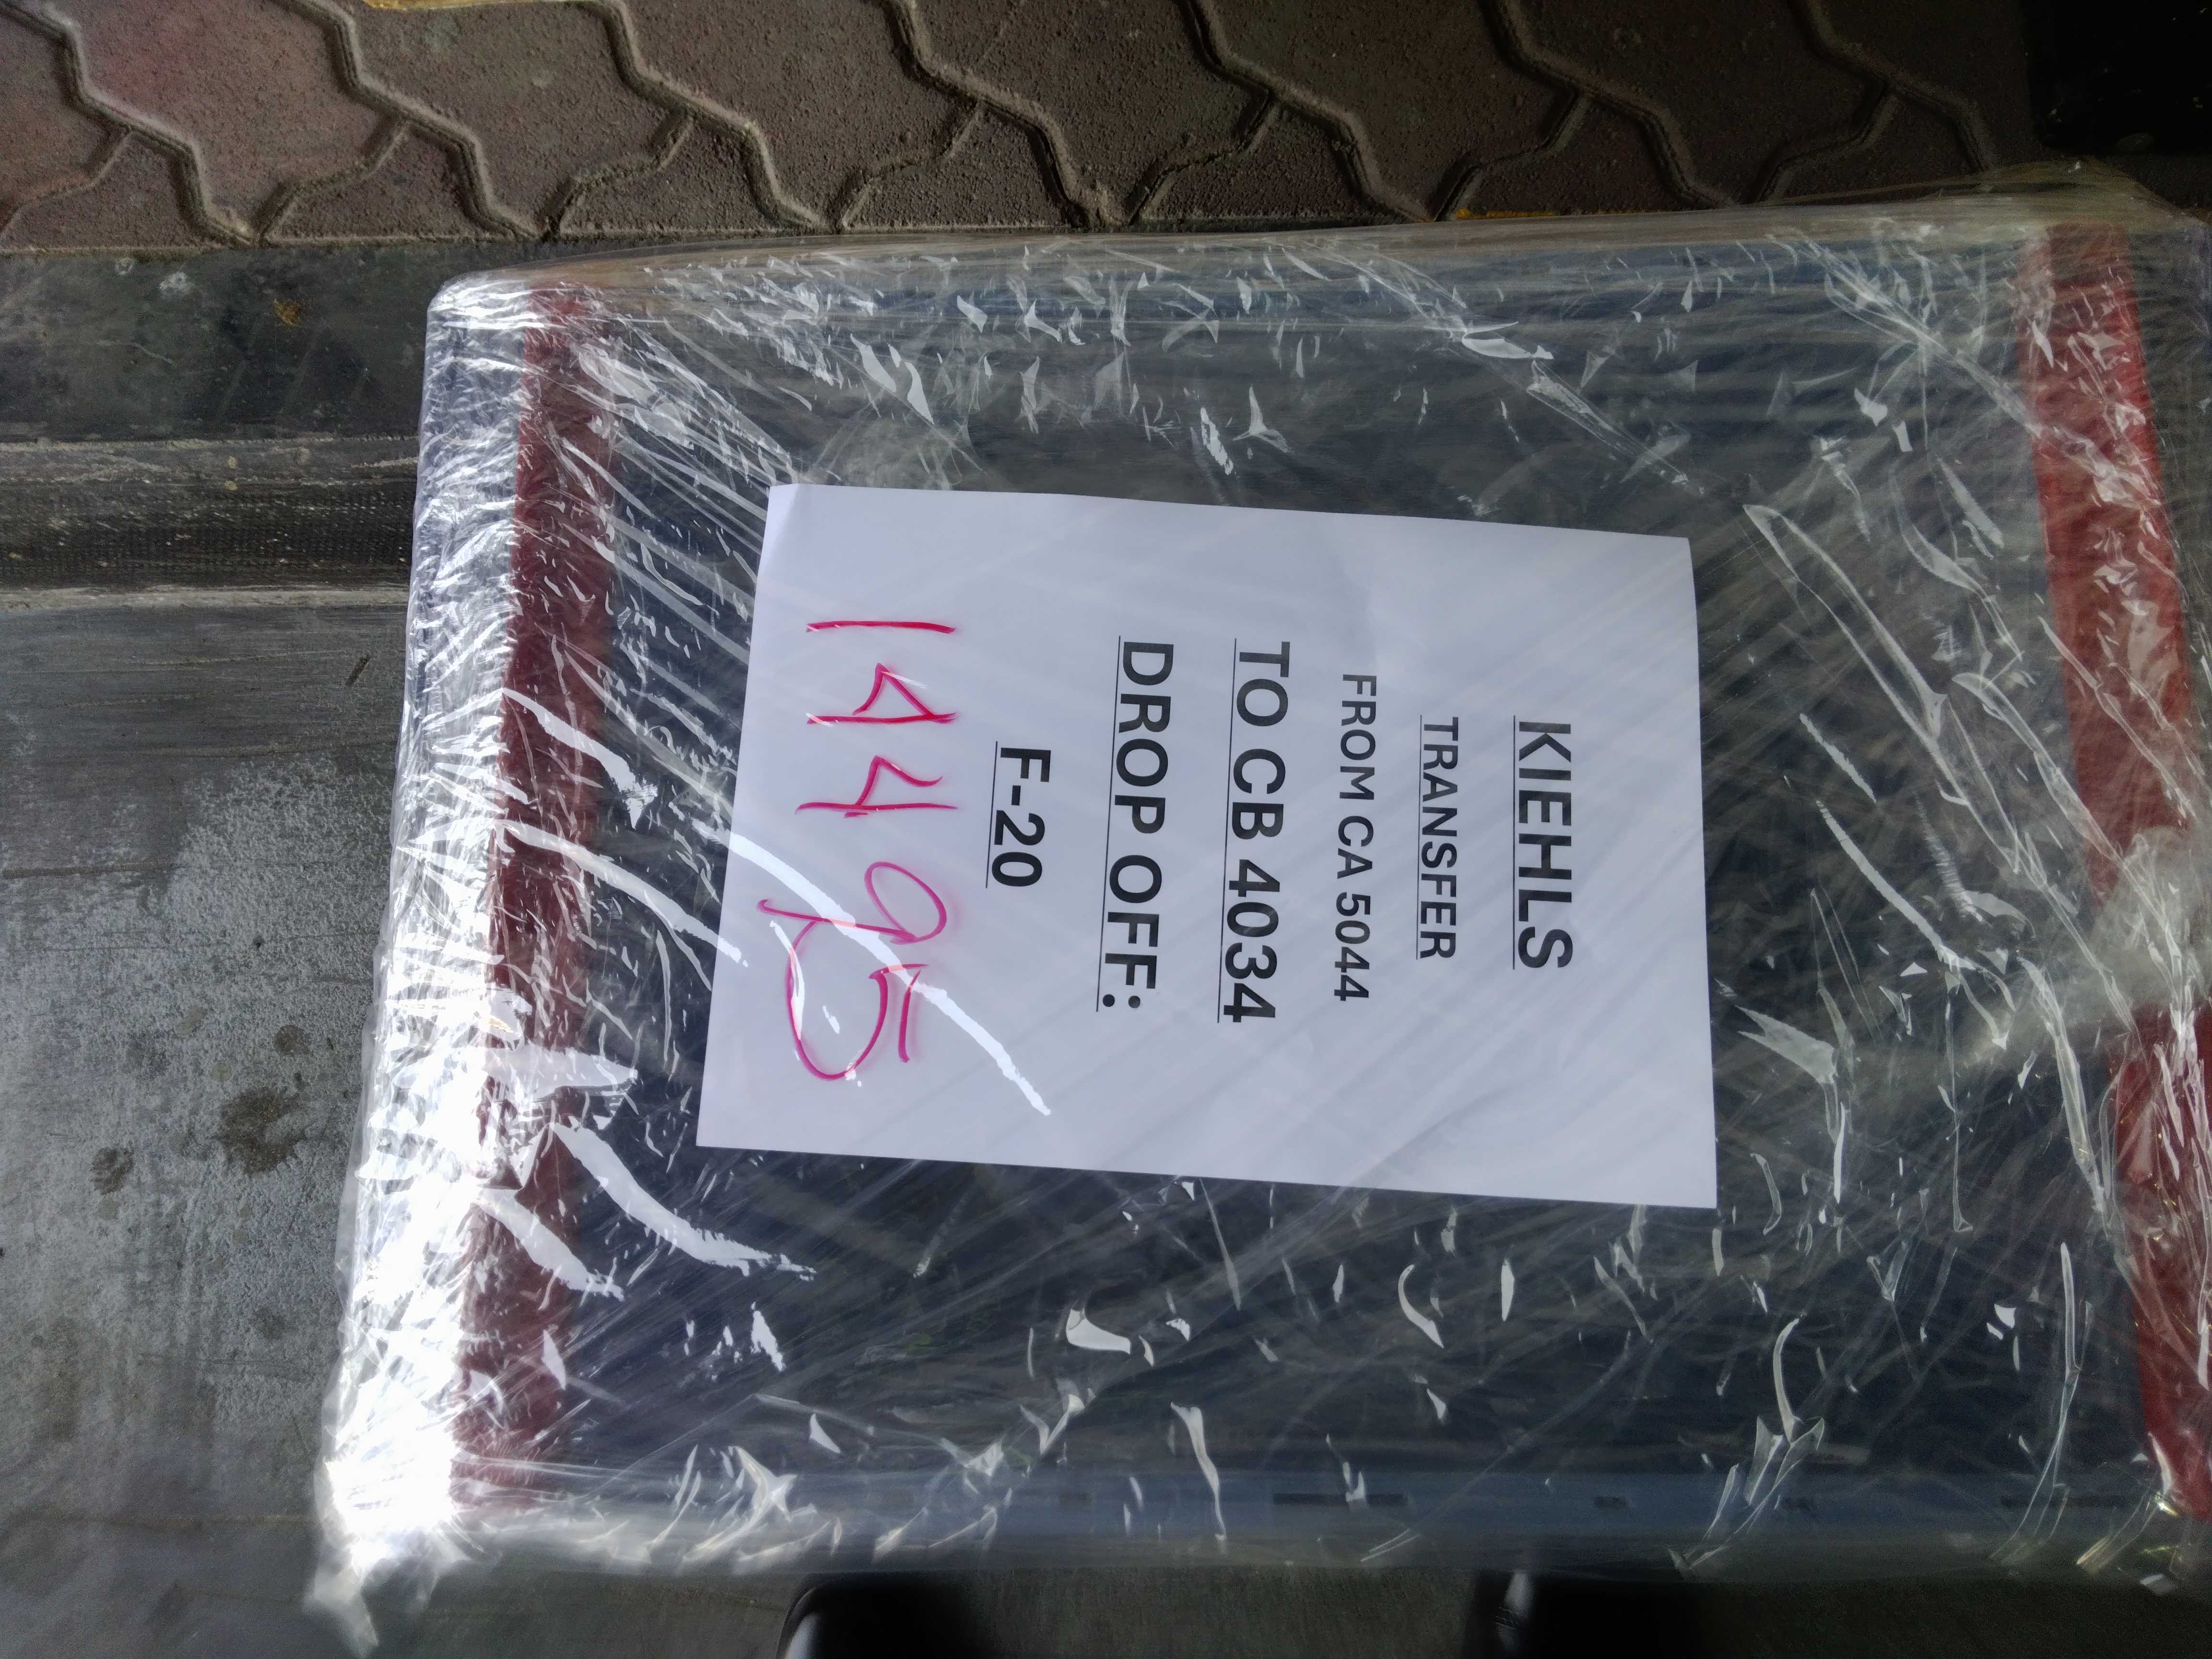 KIEHLS
TRANSFER
FROM CA 5044
TO CB 4034
DROP OFF:
F-20
14495